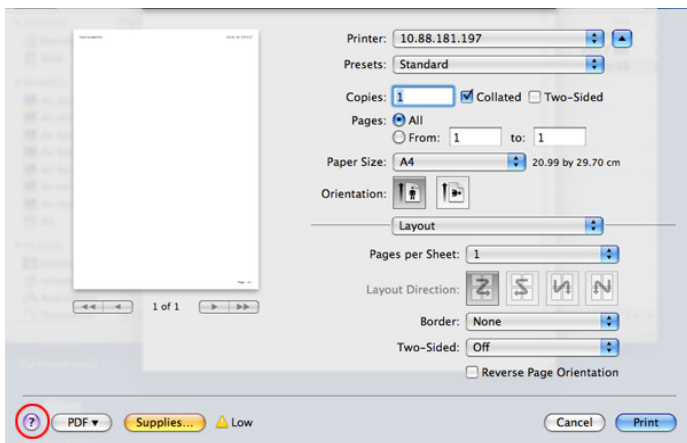 Printer: 10.88.181.197
Presets: Standard
Copies: 1 Collated Two-Sided
Pages: All
From: 1 to: 1
Paper Size: A4 20.99 by 29.70 cm
Orientation:
Layout
Pages per Sheet: 1
Layout Direction:
1 of 1
Border: None
Two-Sided: Off
Reverse Page Orientation
? PDF Supplies... Low Cancel Print